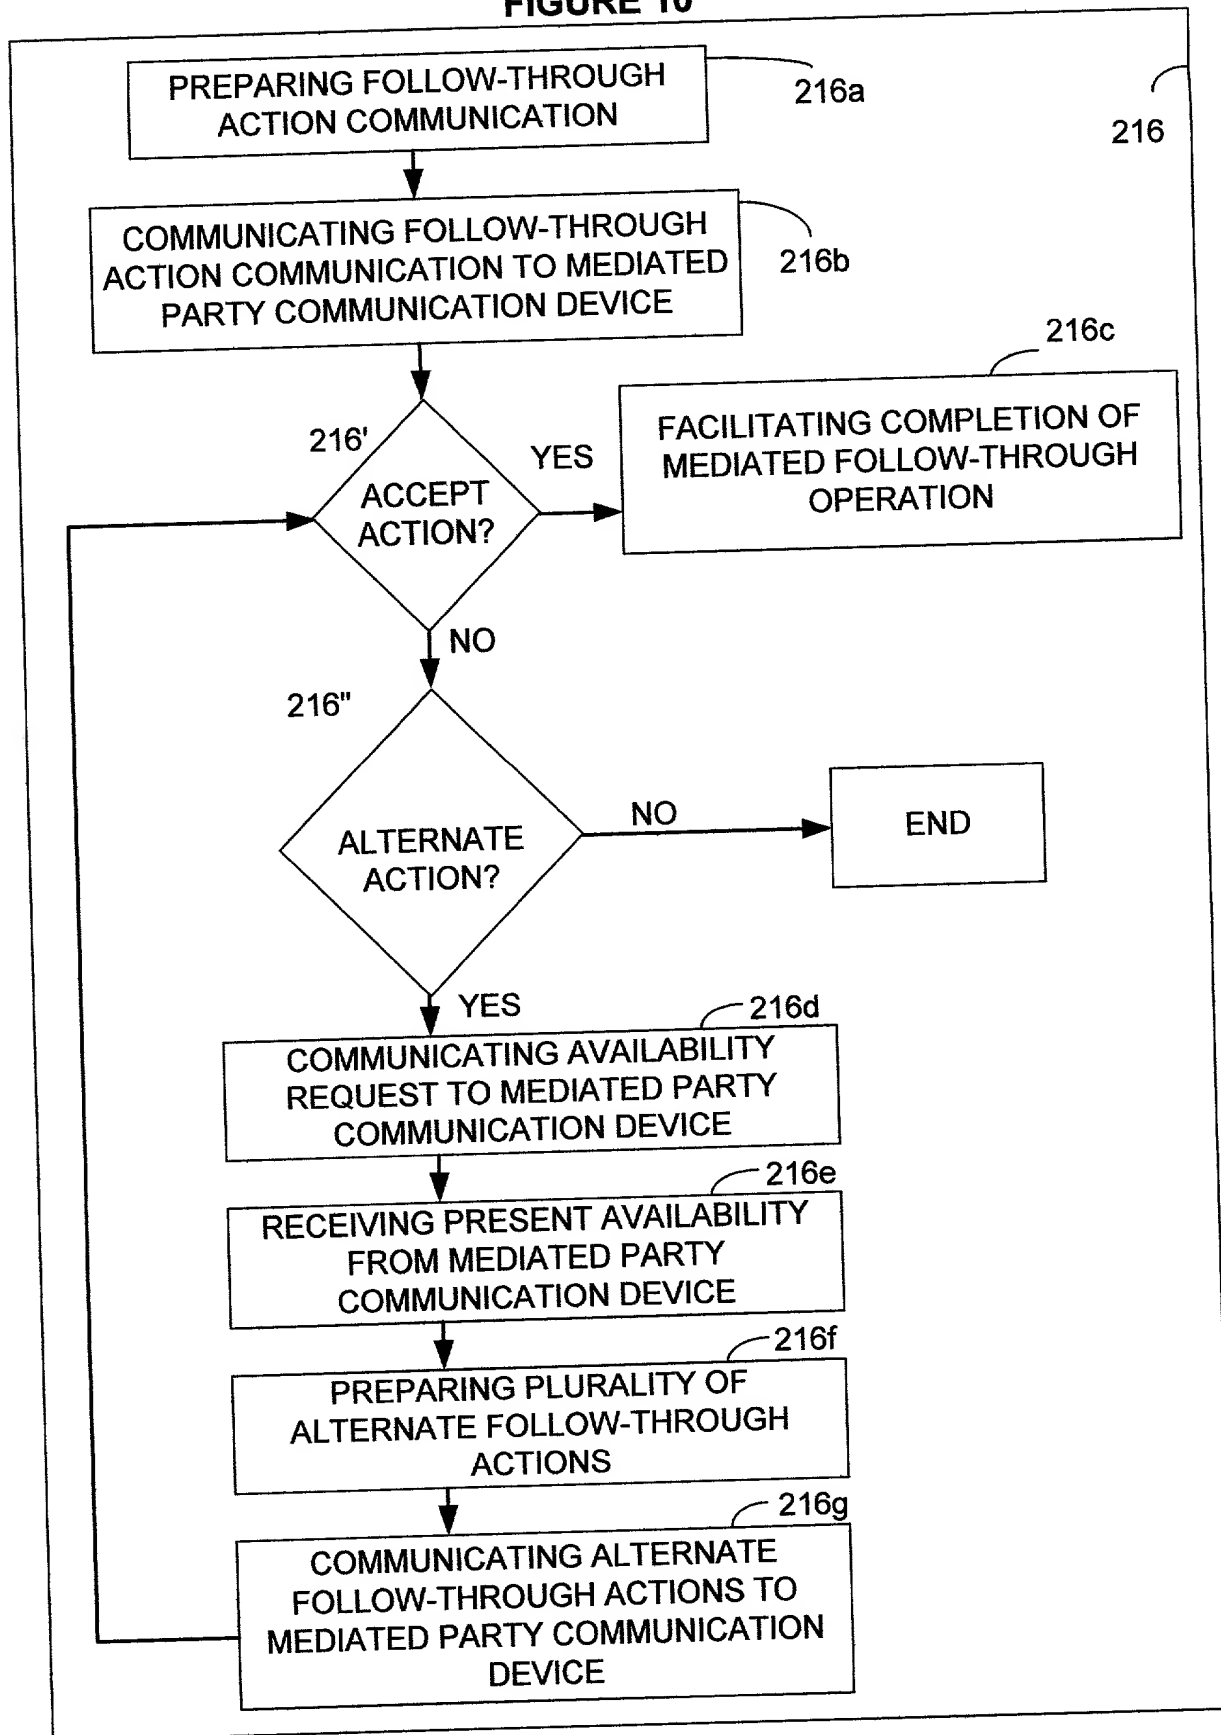 FIGURE 10
PREPARING FOLLOW-THROUGH
ACTION COMMUNICATION
216a
216
COMMUNICATING FOLLOW-THROUGH
ACTION COMMUNICATION TO MEDIATED
PARTY COMMUNICATION DEVICE
216b
216c
FACILITATING COMPLETION OF
MEDIATED FOLLOW-THROUGH
OPERATION
216'
YES
ACCEPT
ACTION?
NO
216"
ALTERNATE
ACTION?
NO
END
YES
216d
COMMUNICATING AVAILABILITY
REQUEST TO MEDIATED PARTY
COMMUNICATION DEVICE
216e
RECEIVING PRESENT AVAILABILITY
FROM MEDIATED PARTY
COMMUNICATION DEVICE
216f
PREPARING PLURALITY OF
ALTERNATE FOLLOW-THROUGH
ACTIONS
216g
COMMUNICATING ALTERNATE
FOLLOW-THROUGH ACTIONS TO
MEDIATED PARTY COMMUNICATION
DEVICE